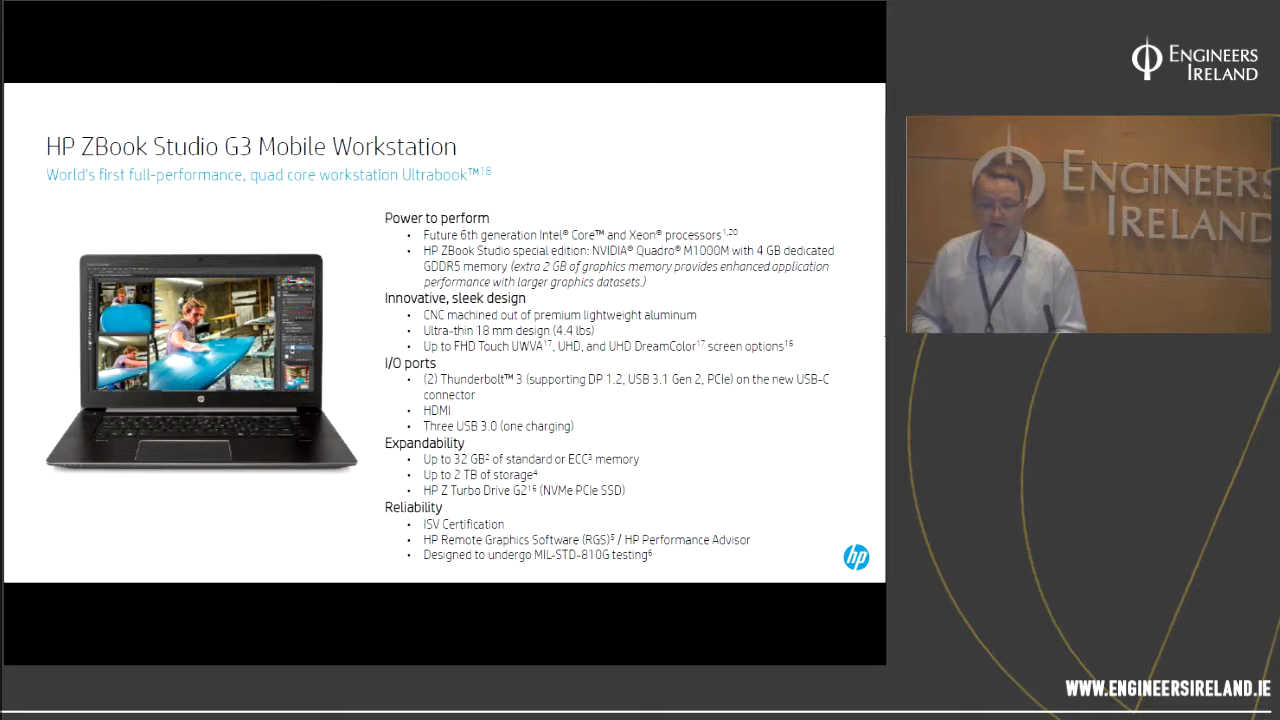 HP ZBook Studio G3 Mobile Workstation
World's first full-performance, quad core workstation Ultrabook™18
Power to perform
• Future 6th generation Intel® Core™ and Xeon® processors1,20
• HP ZBook Studio special edition: NVIDIA® Quadro® M1000M with 4 GB dedicated
GDDR5 memory (extra 2 GB of graphics memory provides enhanced application
performance with larger graphics datasets.)
Innovative, sleek design
• CNC machined out of premium lightweight aluminum
• Ultra-thin 18 mm design (4.4 lbs)
• Up to FHD Touch UWVA17, UHD, and UHD DreamColor17 screen options16
I/O ports
• (2) Thunderbolt™ 3 (supporting DP 1.2, USB 3.1 Gen 2, PCIe) on the new USB-C
connector
• HDMI
• Three USB 3.0 (one charging)
Expandability
• Up to 32 GB2 of standard or ECC3 memory
• Up to 2 TB of storage4
• HP Z Turbo Drive G216 (NVMe PCIe SSD)
Reliability
• ISV Certification
• HP Remote Graphics Software (RGS)5 / HP Performance Advisor
• Designed to undergo MIL-STD-810G testing6
hp
ENGINEERS
IRELAND
ENGINEERS
IRELAND
WWW.ENGINEERSIRELAND.IE